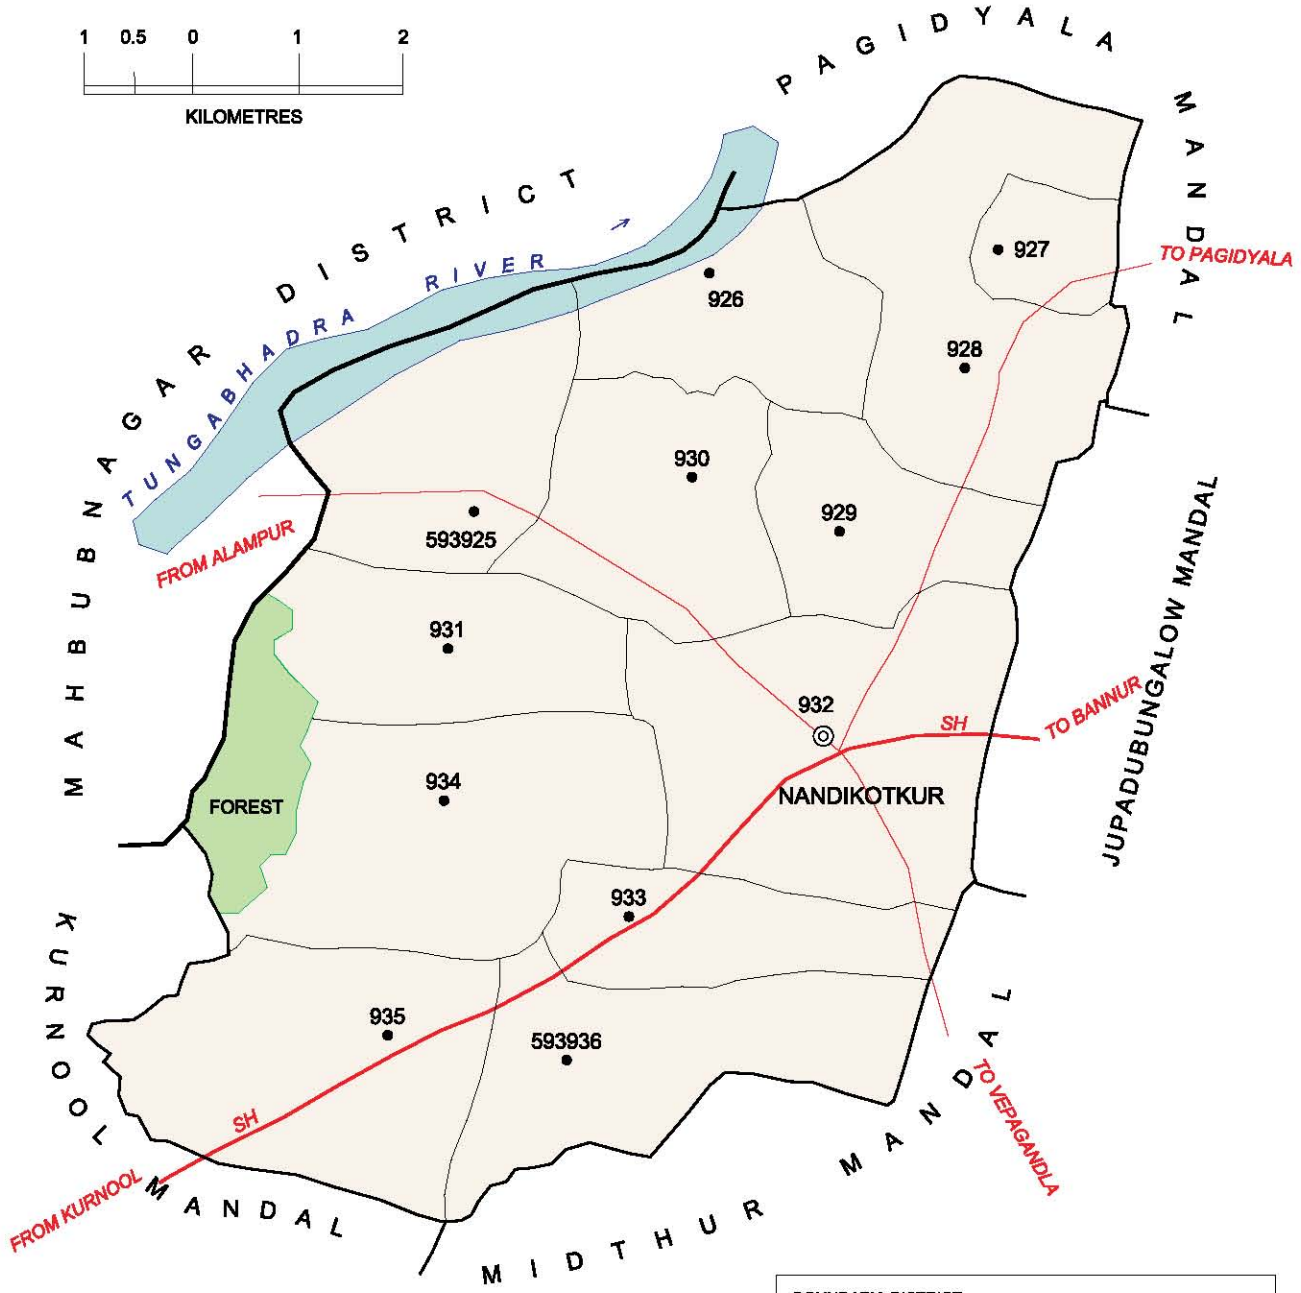 1 0.5 0 1 2
KILOMETRES
PAGIDYALA MANDAL
MAHBUBNAGAR DISTRICT
TUNGABHADRA RIVER
→
927
TO PAGIDYALA
926
928
930
929
593925
FROM ALAMPUR
JUPADUBUNGALOW MANDAL
931
932
SH
TO BANNUR
934
NANDIKOTKUR
FOREST
933
935
593936
KURNOOL MANDAL
SH
FROM KURNOOL
TO VEPAGANDLA
MIDTHUR MANDAL